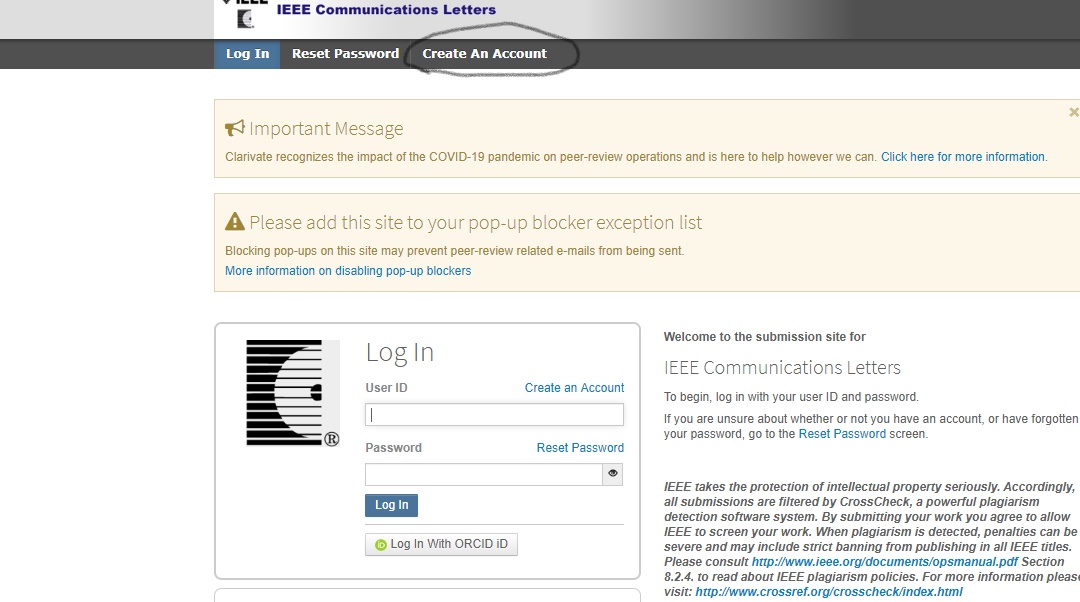 IEEE
IEEE Communications Letters
Log In Reset Password Create An Account
Important Message
Clarivate recognizes the impact of the COVID-19 pandemic on peer-review operations and is here to help however we can. Click here for more information.
Please add this site to your pop-up blocker exception list
Blocking pop-ups on this site may prevent peer-review related e-mails from being sent.
More information on disabling pop-up blockers
Log In
User ID Create an Account
Password Reset Password
Log In
iD Log In With ORCID iD
®
Welcome to the submission site for
IEEE Communications Letters
To begin, log in with your user ID and password.
If you are unsure about whether or not you have an account, or have forgotten
your password, go to the Reset Password screen.
IEEE takes the protection of intellectual property seriously. Accordingly,
all submissions are filtered by CrossCheck, a powerful plagiarism
detection software system. By submitting your work you agree to allow
IEEE to screen your work. When plagiarism is detected, penalties can be
severe and may include strict banning from publishing in all IEEE titles.
Please consult http://www.ieee.org/documents/opsmanual.pdf Section
8.2.4. to read about IEEE plagiarism policies. For more information please
visit: http://www.crossref.org/crosscheck/index.html